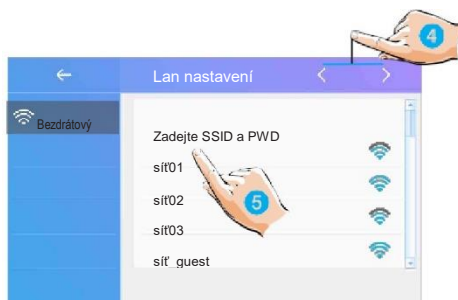 4
Lan nastavení
Bezdrátový
Zadejte SSID a PWD
síť01
síť02
5
síť03
síť_guest